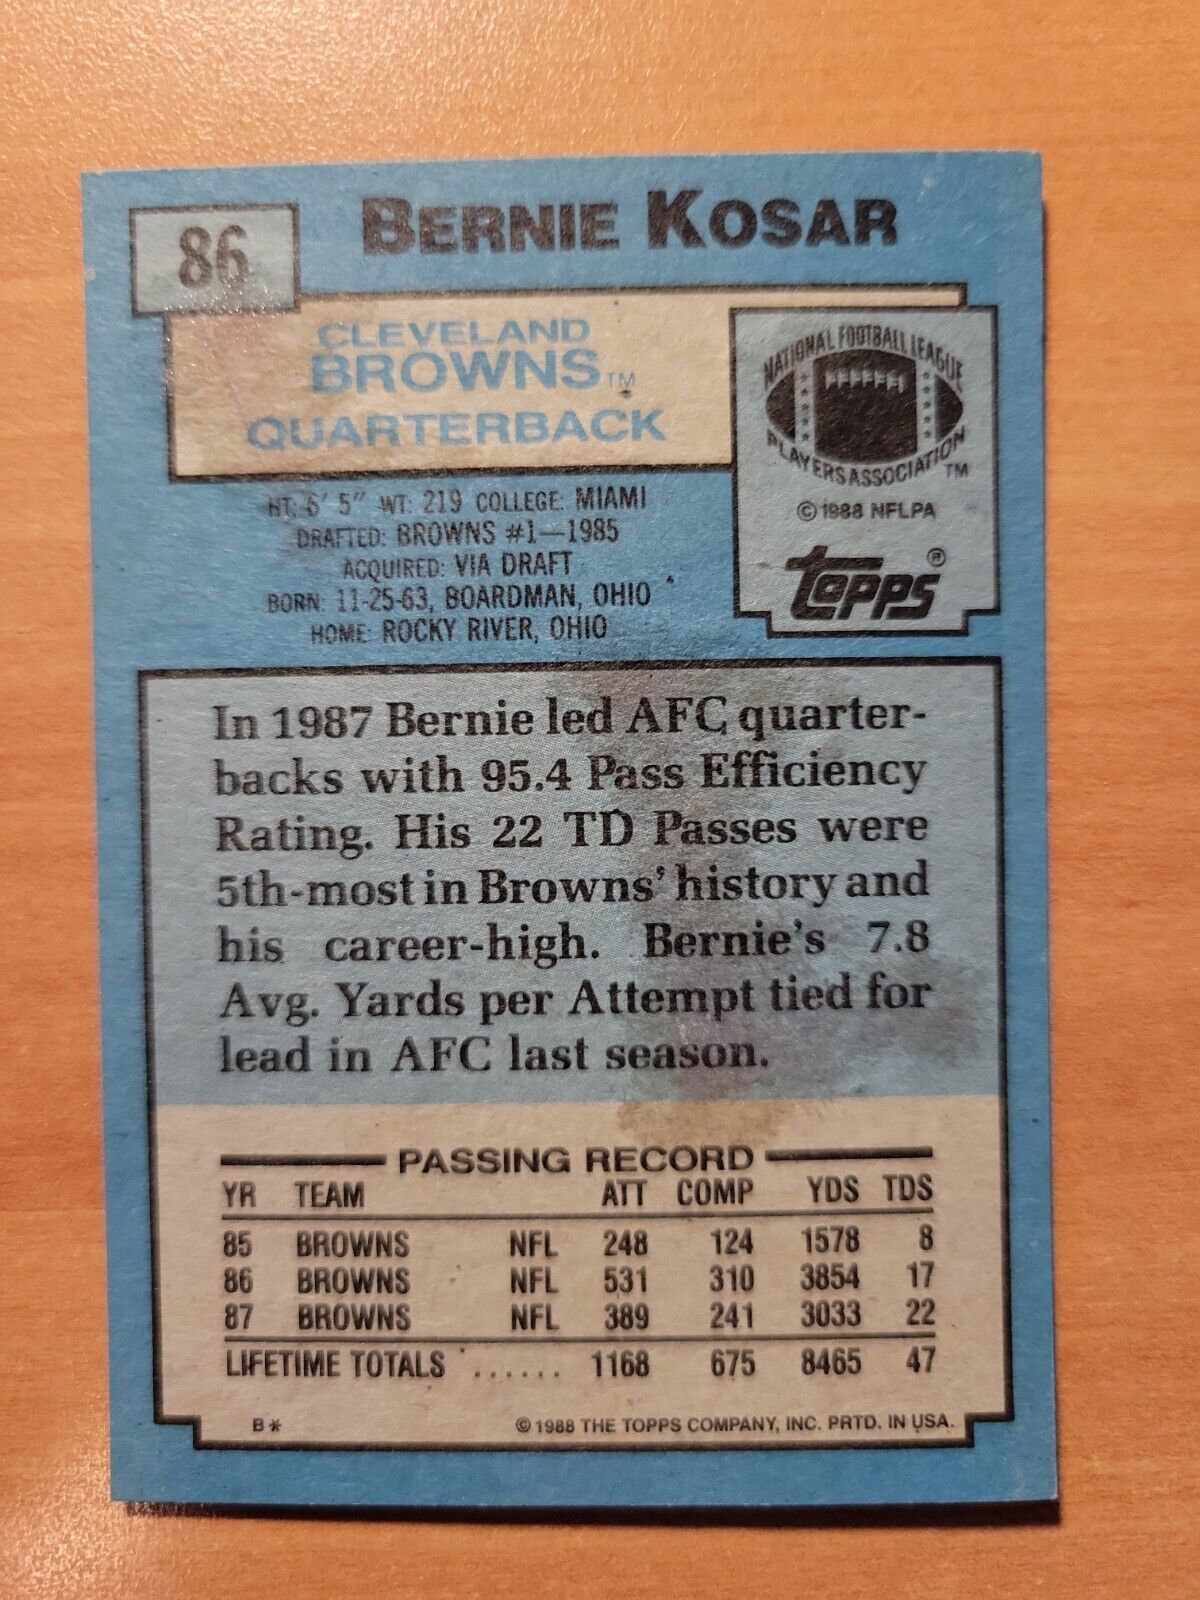 86
BERNIE KOSAR
CLEVELAND
BROWNS™
QUARTERBACK
NATIONAL FOOTBALL LEAGUE
PLAYERS ASSOCIATION™
© 1988 NFLPA
TOPPS®
HT: 6' 5" WT: 219 COLLEGE: MIAMI
DRAFTED: BROWNS #1—1985
ACQUIRED: VIA DRAFT
BORN: 11-25-63, BOARDMAN, OHIO
HOME: ROCKY RIVER, OHIO
In 1987 Bernie led AFC quarter-
backs with 95.4 Pass Efficiency
Rating. His 22 TD Passes were
5th-most in Browns' history and
his career-high. Bernie's 7.8
Avg. Yards per Attempt tied for
lead in AFC last season.
PASSING RECORD
YR TEAM ATT COMP YDS TDS
85 BROWNS NFL 248 124 1578 8
86 BROWNS NFL 531 310 3854 17
87 BROWNS NFL 389 241 3033 22
LIFETIME TOTALS ...... 1168 675 8465 47
B* © 1988 THE TOPPS COMPANY, INC. PRTD. IN USA.